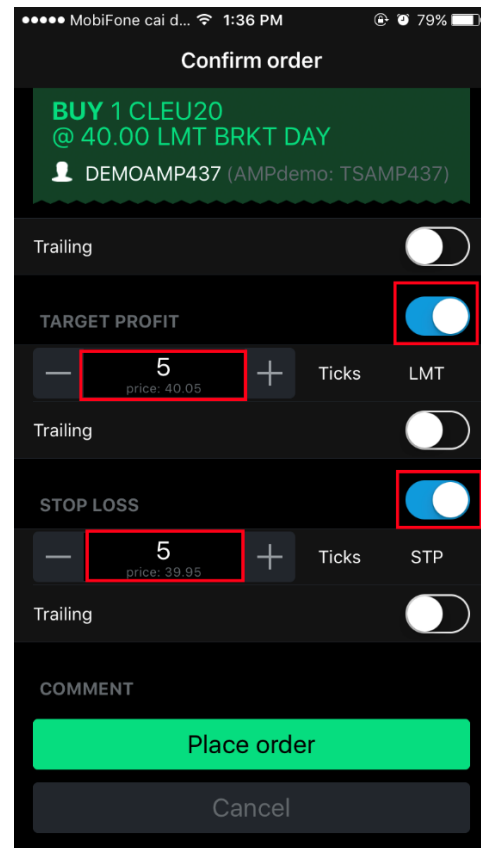 MobiFone cai d... 1:36 PM 79%
Confirm order
BUY 1 CLEU20
@ 40.00 LMT BRKT DAY
DEMOAMP437 (AMPdemo: TSAMP437)
Trailing
TARGET PROFIT
— 5 + Ticks LMT
price: 40.05
Trailing
STOP LOSS
— 5 + Ticks STP
price: 39.95
Trailing
COMMENT
Place order
Cancel